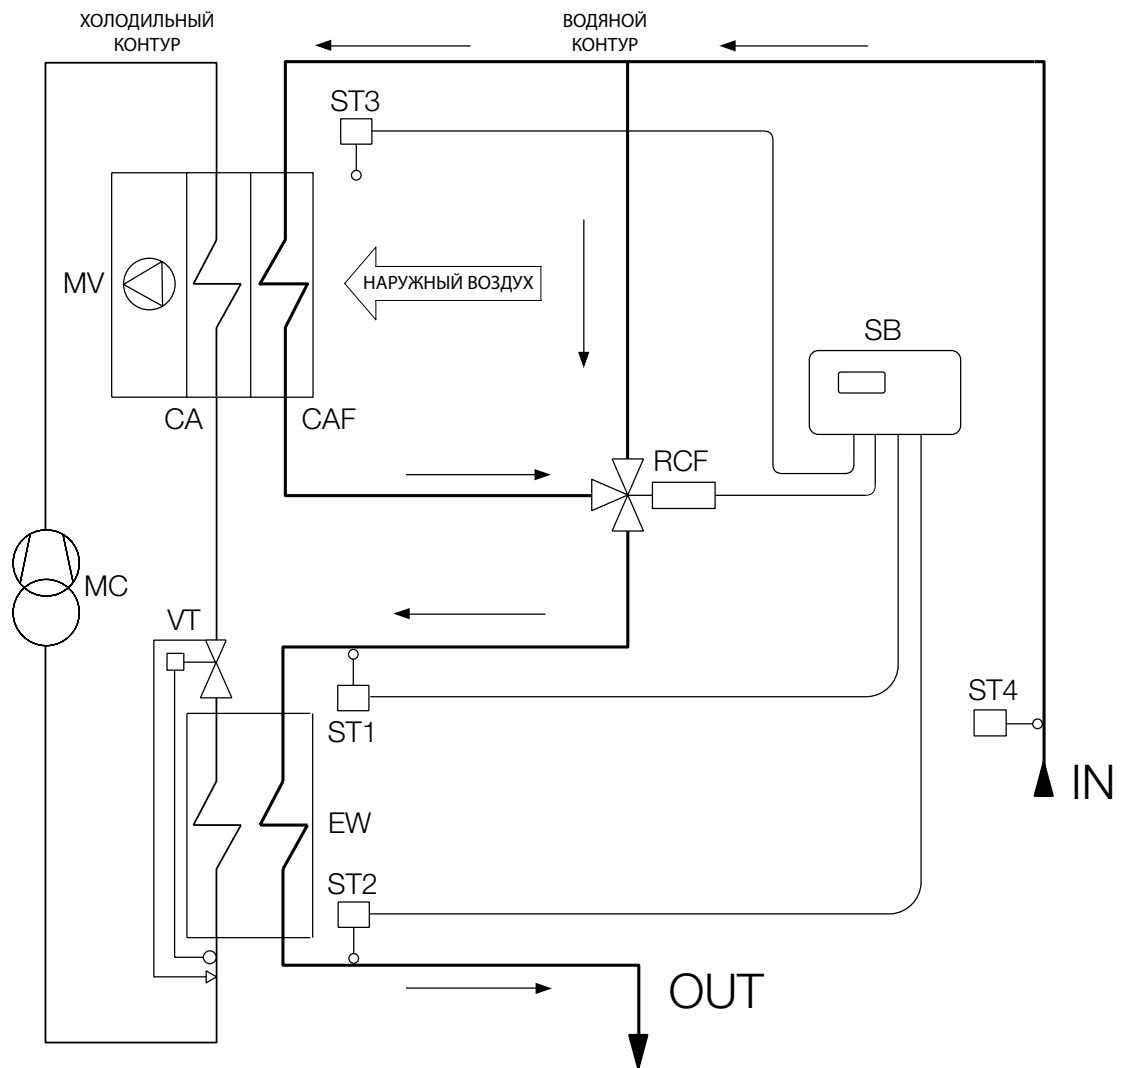 ХОЛОДИЛЬНЫЙ
КОНТУР
ВОДЯНОЙ
КОНТУР
ST3
MV
НАРУЖНЫЙ ВОЗДУХ
SB
CA
CAF
RCF
MC
VT
ST1
ST4
IN
EW
ST2
OUT